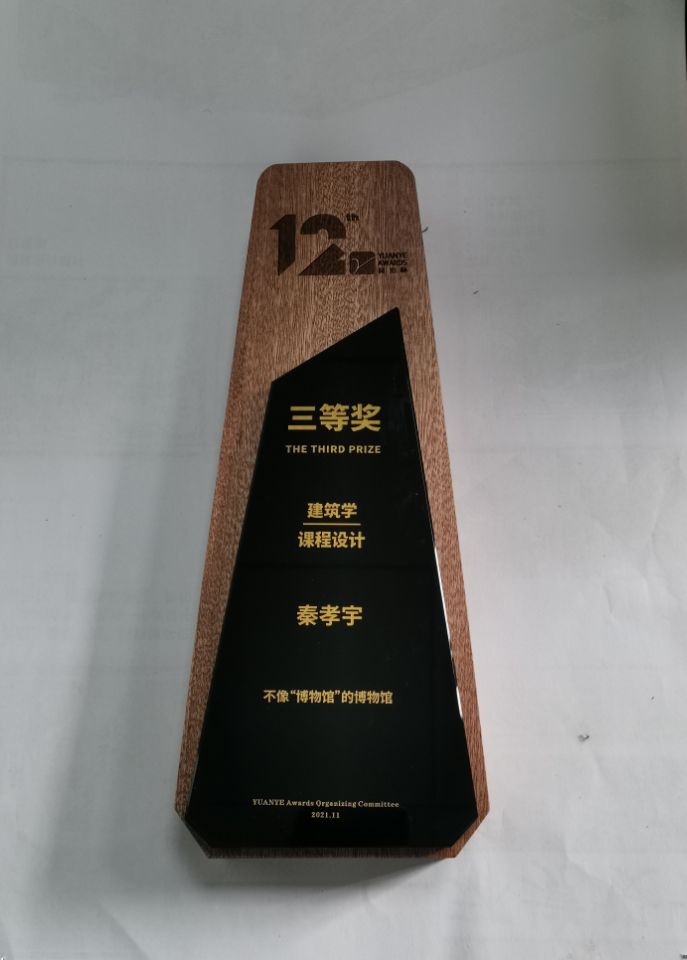 12th
YUANYE
AWARDS
三等奖
THE THIRD PRIZE
建筑学
课程设计
秦孝宇
不像“博物馆”的博物馆
YUANYE Awards Organizing Committee
2021.11